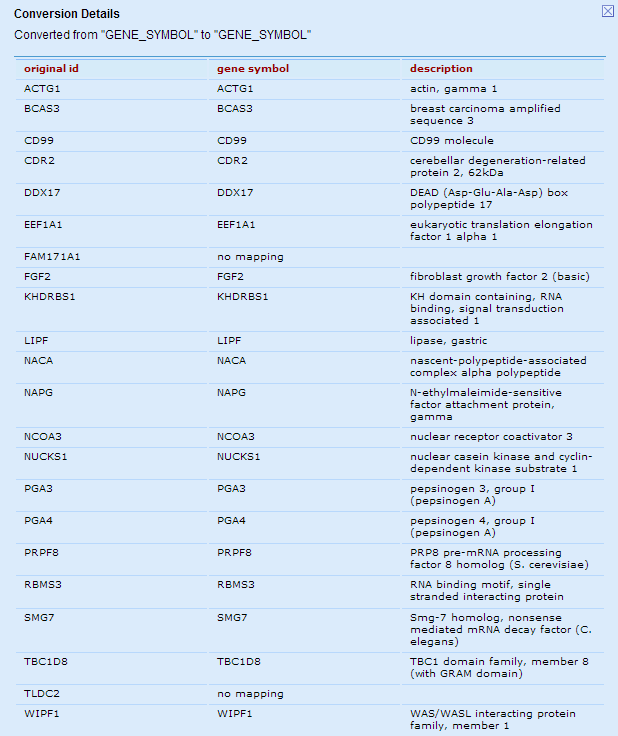 Conversion Details
Converted from "GENE_SYMBOL" to "GENE_SYMBOL"
original id gene symbol description
ACTG1 ACTG1 actin, gamma 1
BCAS3 BCAS3 breast carcinoma amplified
sequence 3
CD99 CD99 CD99 molecule
CDR2 CDR2 cerebellar degeneration-related
protein 2, 62kDa
DDX17 DDX17 DEAD (Asp-Glu-Ala-Asp) box
polypeptide 17
EEF1A1 EEF1A1 eukaryotic translation elongation
factor 1 alpha 1
FAM171A1 no mapping
FGF2 FGF2 fibroblast growth factor 2 (basic)
KHDRBS1 KHDRBS1 KH domain containing, RNA
binding, signal transduction
associated 1
LIPF LIPF lipase, gastric
NACA NACA nascent-polypeptide-associated
complex alpha polypeptide
NAPG NAPG N-ethylmaleimide-sensitive
factor attachment protein,
gamma
NCOA3 NCOA3 nuclear receptor coactivator 3
NUCKS1 NUCKS1 nuclear casein kinase and cyclin-
dependent kinase substrate 1
PGA3 PGA3 pepsinogen 3, group I
(pepsinogen A)
PGA4 PGA4 pepsinogen 4, group I
(pepsinogen A)
PRPF8 PRPF8 PRP8 pre-mRNA processing
factor 8 homolog (S. cerevisiae)
RBMS3 RBMS3 RNA binding motif, single
stranded interacting protein
SMG7 SMG7 Smg-7 homolog, nonsense
mediated mRNA decay factor (C.
elegans)
TBC1D8 TBC1D8 TBC1 domain family, member 8
(with GRAM domain)
TLDC2 no mapping
WIPF1 WIPF1 WAS/WASL interacting protein
family, member 1